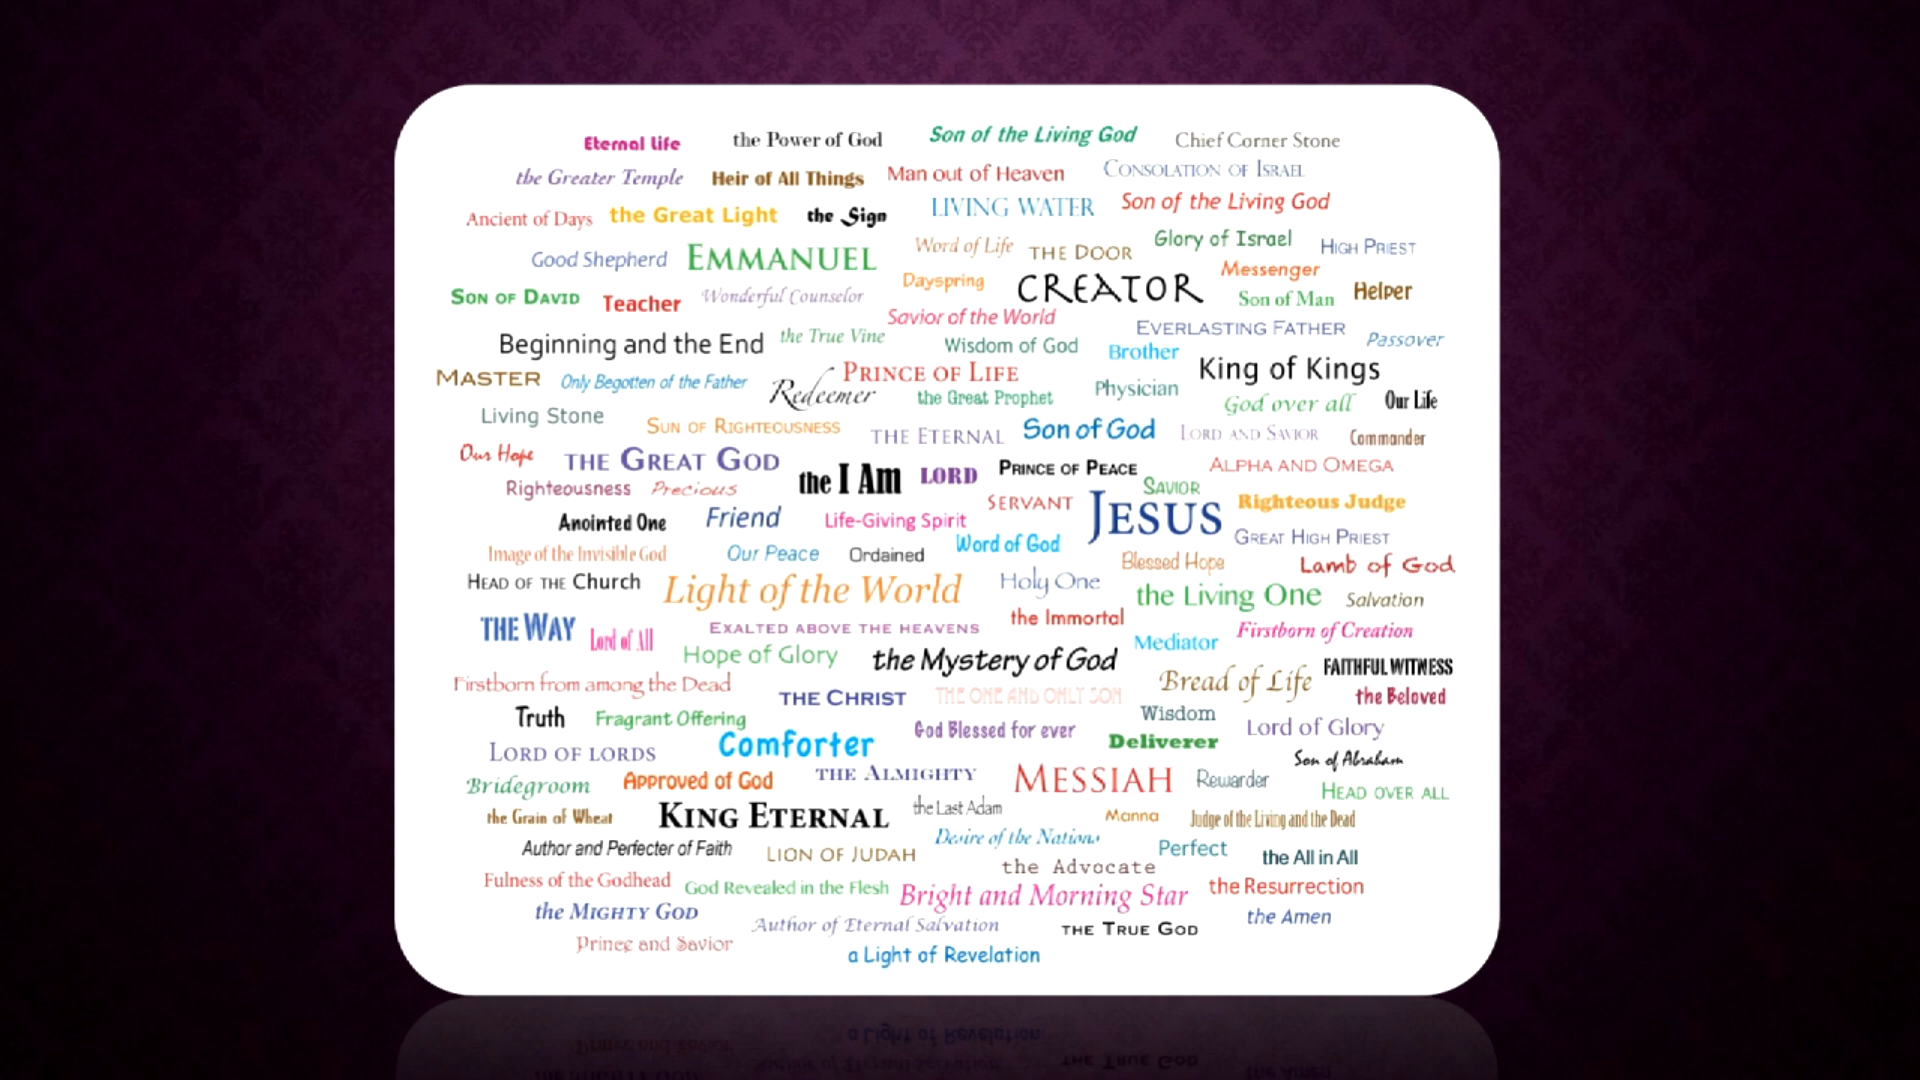 Eternal Life the Power of God Son of the Living God Chief Corner Stone
the Greater Temple Heir of All Things Man out of Heaven Consolation of Israel
Ancient of Days the Great Light the Sign LIVING WATER Son of the Living God
Good Shepherd EMMANUEL Word of Life THE DOOR Glory of Israel HIGH PRIEST
Son of David Teacher Wonderful Counselor Dayspring CREATOR Messenger Son of Man Helper
Savior of the World
Beginning and the End the True Vine Wisdom of God EVERLASTING FATHER Brother Passover
MASTER Only Begotten of the Father Redeemer PRINCE OF LIFE Physician King of Kings
the Great Prophet God over all Our Life
Living Stone SUN OF RIGHTEOUSNESS THE ETERNAL Son of God LORD AND SAVIOR Commander
Our Hope THE GREAT GOD the I Am LORD PRINCE OF PEACE ALPHA AND OMEGA
Righteousness Precious SERVANT SAVIOR JESUS Righteous Judge
Anointed One Friend Life-Giving Spirit Word of God GREAT HIGH PRIEST
Image of the Invisible God Our Peace Ordained Blessed Hope Lamb of God
HEAD OF THE Church Light of the World Holy One the Living One Salvation
THE WAY Lord of All EXALTED ABOVE THE HEAVENS the Immortal Mediator Firstborn of Creation
Hope of Glory the Mystery of God Bread of Life FAITHFUL WITNESS
Firstborn from among the Dead THE CHRIST THE ONE AND ONLY SON the Beloved
Truth Fragrant Offering God Blessed for ever Wisdom Lord of Glory
LORD OF LORDS Comforter Deliverer Son of Abraham
Bridegroom Approved of God THE ALMIGHTY MESSIAH Rewarder HEAD OVER ALL
the Grain of Wheat KING ETERNAL the Last Adam Manna Judge of the Living and the Dead
Author and Perfecter of Faith LION OF JUDAH Desire of the Nations Perfect the All in All
the Advocate
Fulness of the Godhead God Revealed in the Flesh Bright and Morning Star the Resurrection
the MIGHTY GOD Author of Eternal Salvation THE TRUE GOD the Amen
Prince and Savior a Light of Revelation